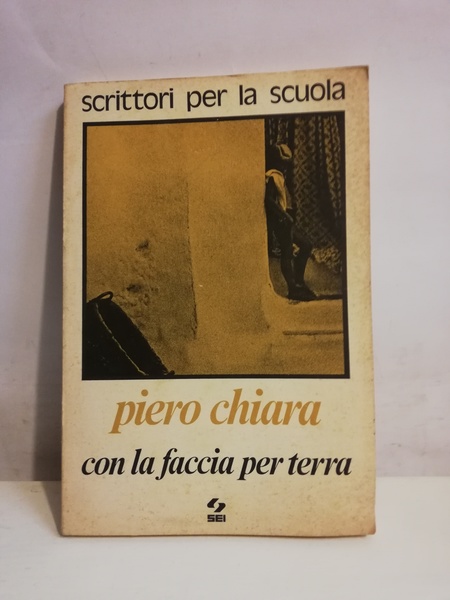 scrittori per la scuola
piero chiara
con la faccia per terra
SEI